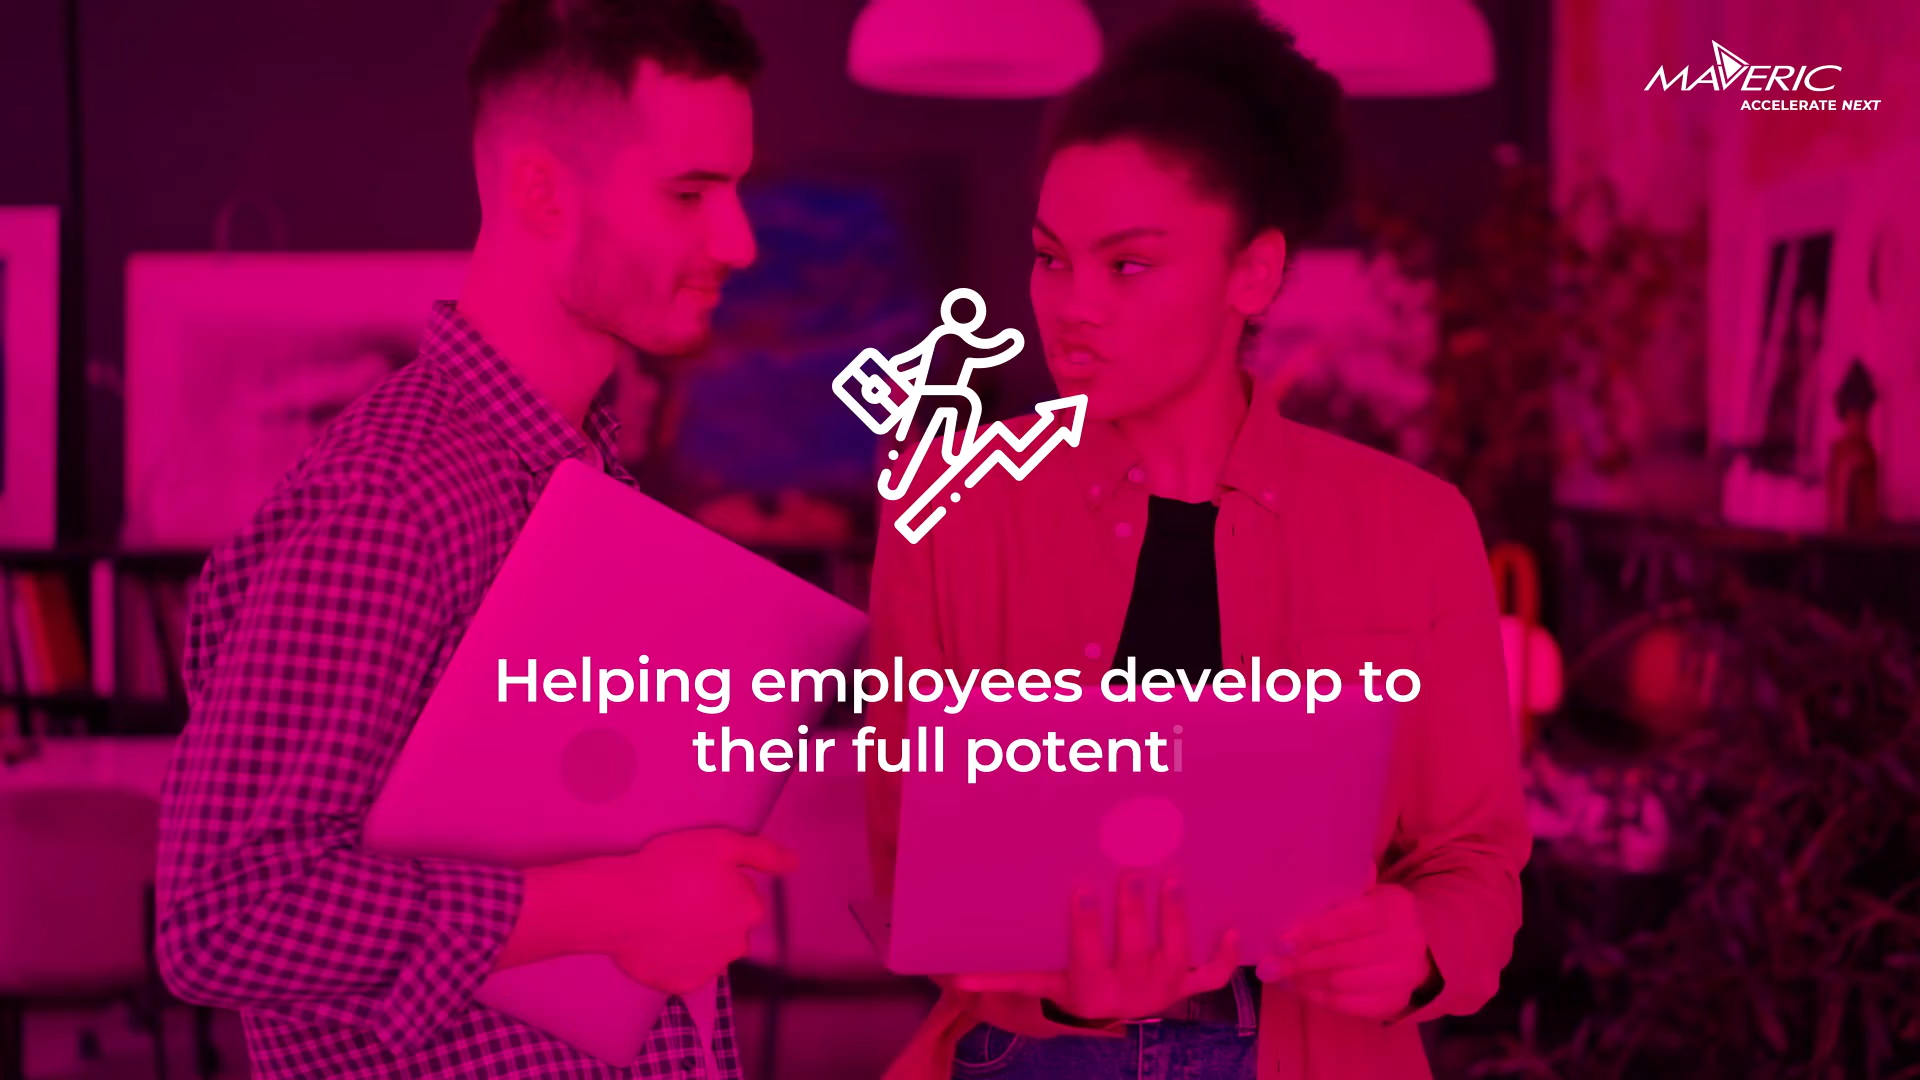 MAVERIC
ACCELERATE NEXT
Helping employees develop to
their full potenti